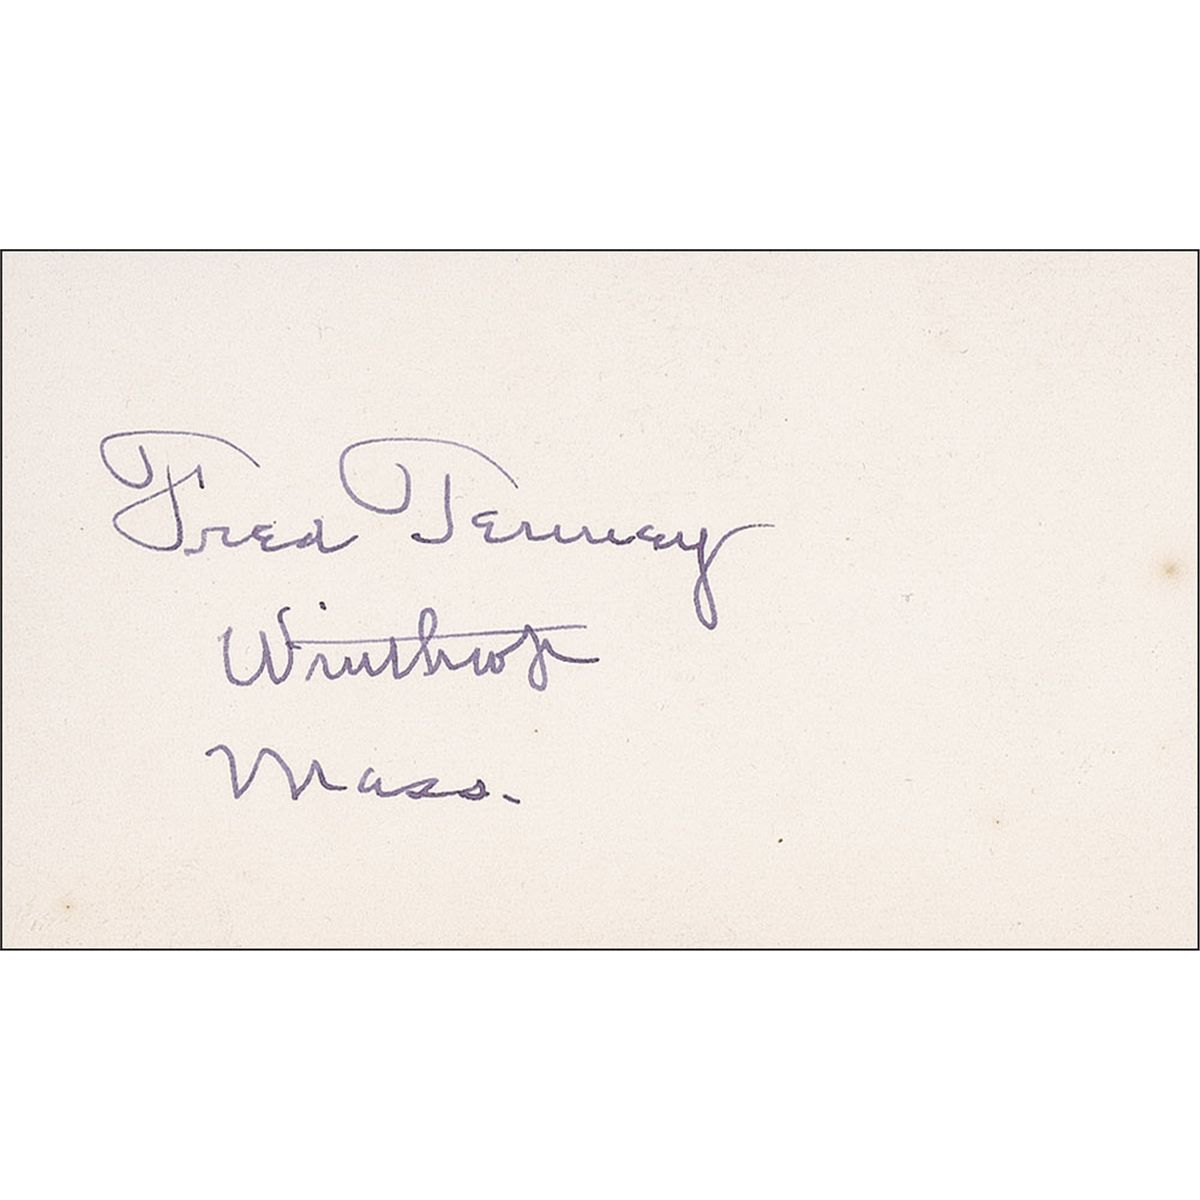 Fred Tenney
Winthrop
Mass.